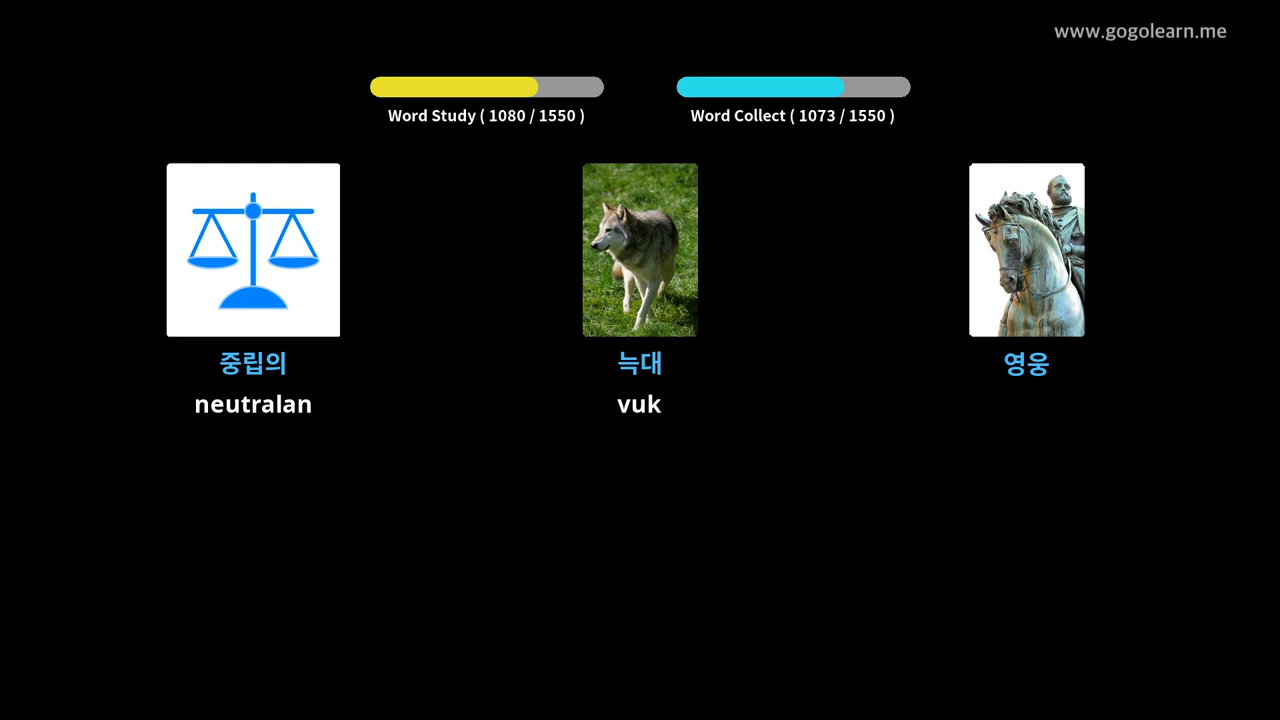 www.gogolearn.me
Word Study ( 1080 / 1550 )
Word Collect ( 1073 / 1550 )
중립의
늑대
영웅
neutralan
vuk